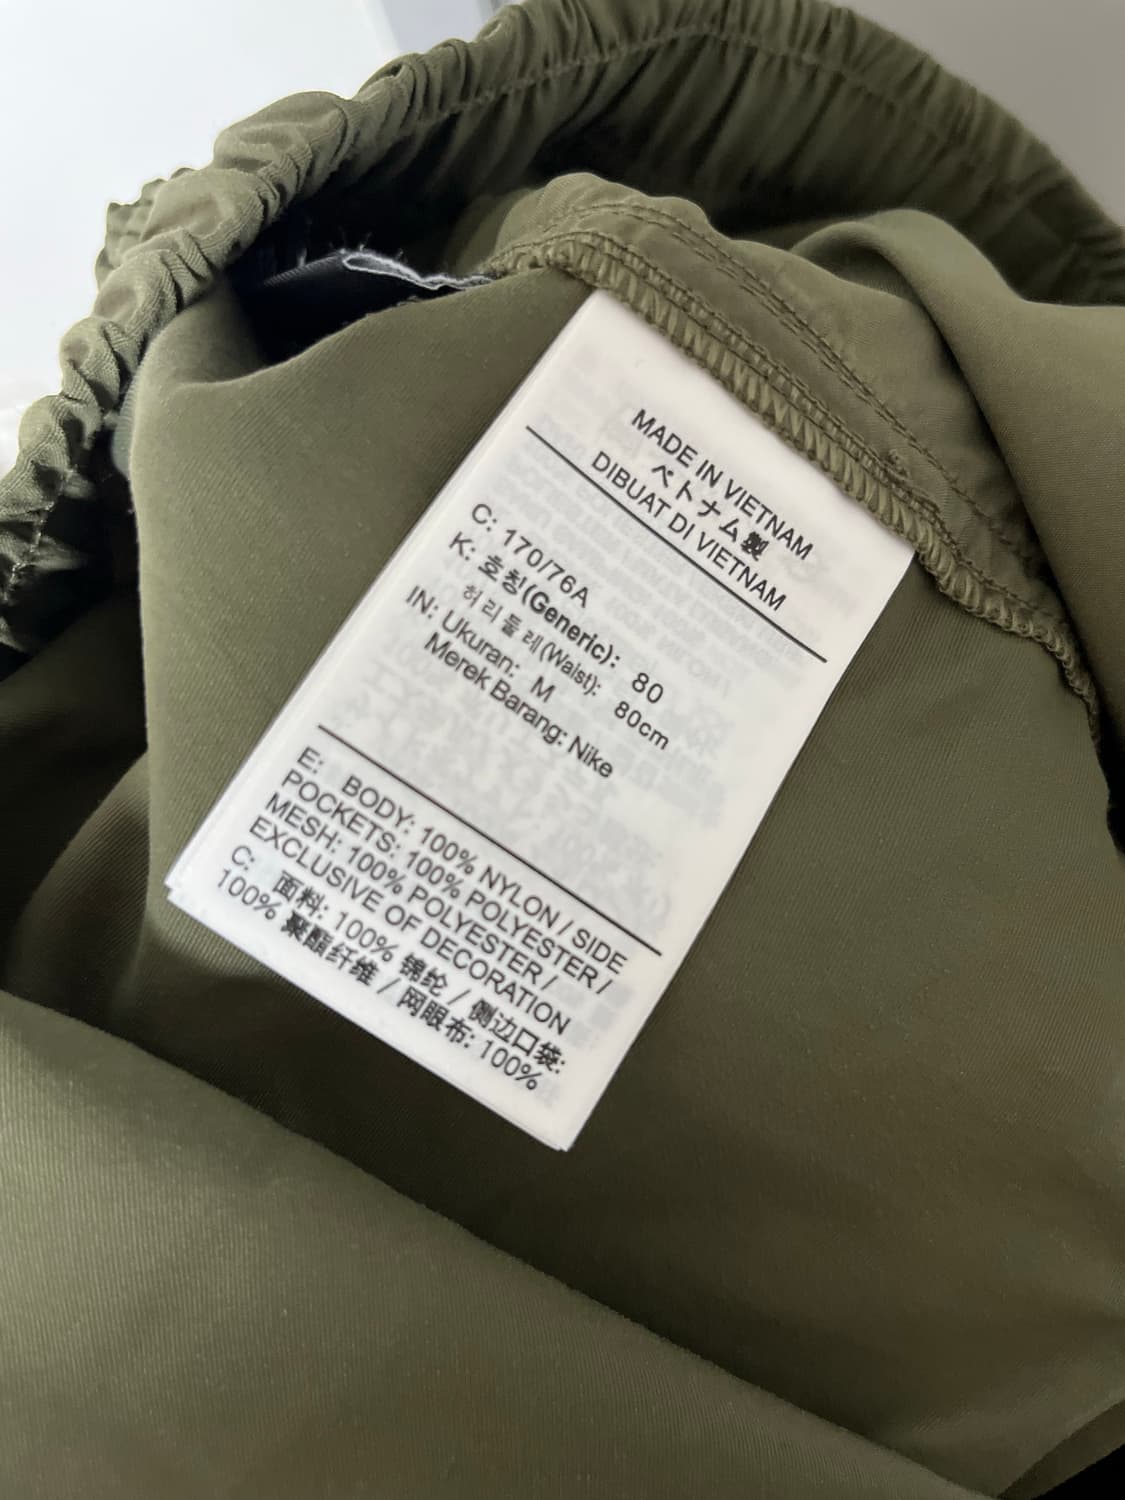 MADE IN VIETNAM
ベトナム製
DIBUAT DI VIETNAM
C: 170/76A
K: 호칭(Generic): 80
허리둘레(Waist): 80cm
IN: Ukuran: M
Merek Barang: Nike
E: BODY: 100% NYLON / SIDE
POCKETS: 100% POLYESTER /
MESH: 100% POLYESTER /
EXCLUSIVE OF DECORATION
C: 面料: 100% 锦纶 / 侧边口袋:
100% 聚酯纤维 / 网眼布: 100%